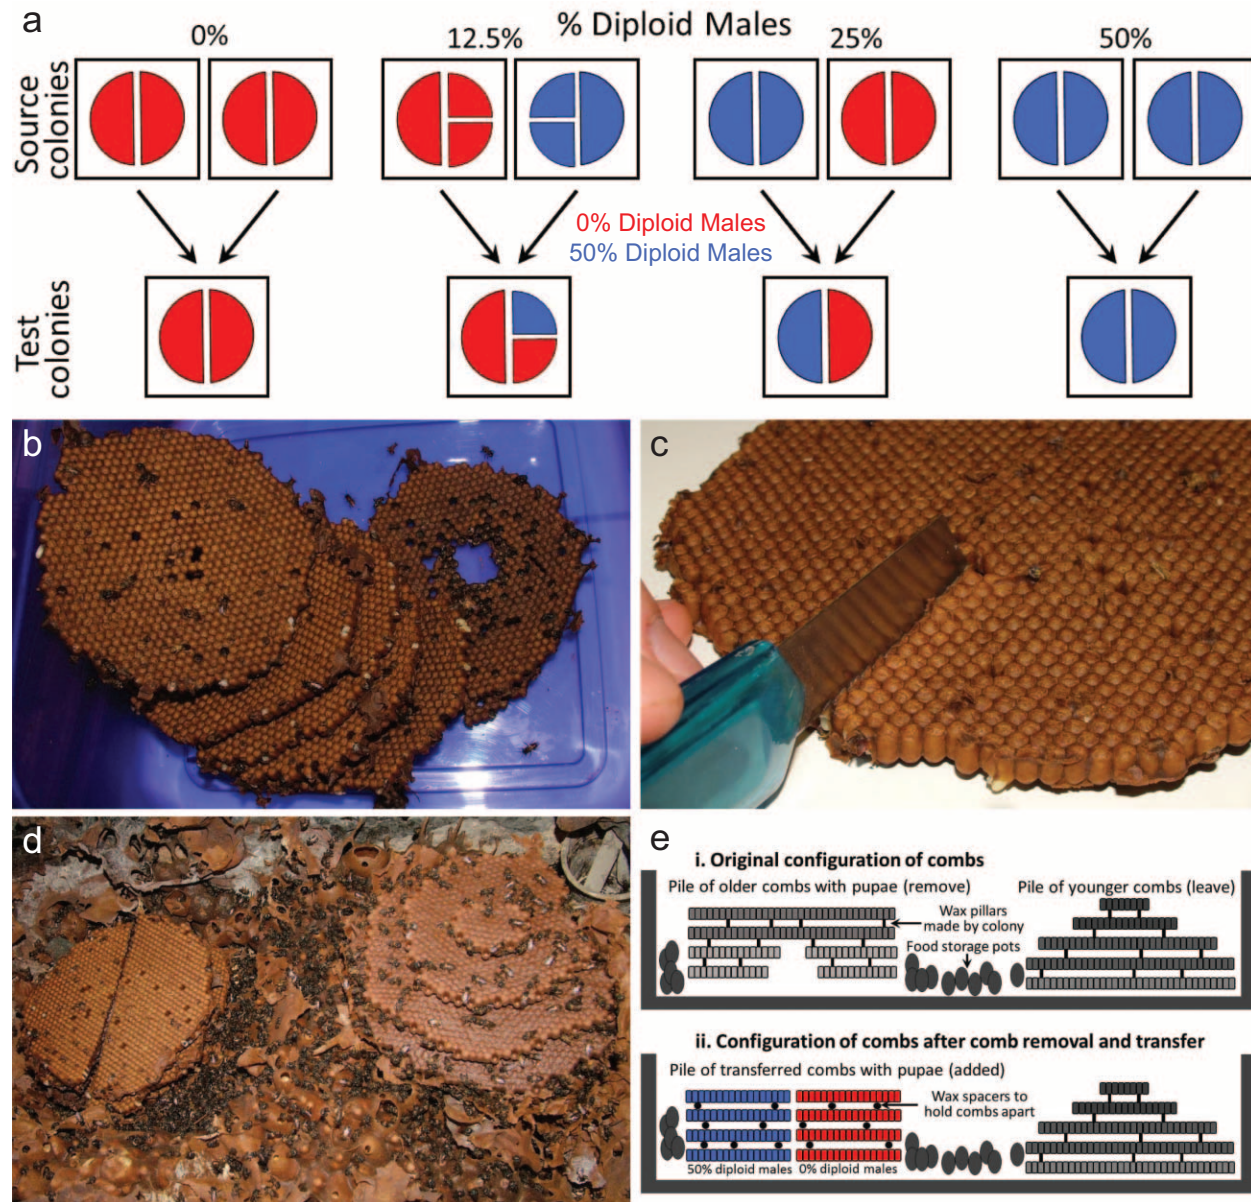 a
% Diploid Males
0%
12.5%
25%
50%
Source
colonies
0% Diploid Males
50% Diploid Males
Test
colonies
b
c
d
e
i. Original configuration of combs
Pile of older combs with pupae (remove)
Pile of younger combs (leave)
Wax pillars
made by colony
Food storage pots
ii. Configuration of combs after comb removal and transfer
Pile of transferred combs with pupae (added)
Wax spacers to
hold combs apart
50% diploid males
0% diploid males